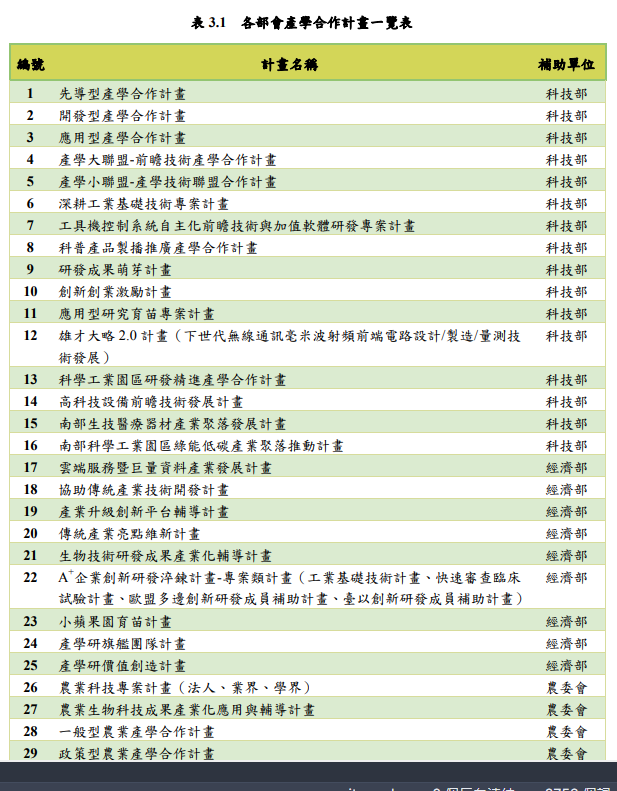 表 3.1 各部會產學合作計畫一覽表
編號 計畫名稱 補助單位
1 先導型產學合作計畫 科技部
2 開發型產學合作計畫 科技部
3 應用型產學合作計畫 科技部
4 產學大聯盟-前瞻技術產學合作計畫 科技部
5 產學小聯盟-產學技術聯盟合作計畫 科技部
6 深耕工業基礎技術專案計畫 科技部
7 工具機控制系統自主化前瞻技術與加值軟體研發專案計畫 科技部
8 科普產品製播推廣產學合作計畫 科技部
9 研發成果萌芽計畫 科技部
10 創新創業激勵計畫 科技部
11 應用型研究育苗專案計畫 科技部
12 雄才大略 2.0 計畫（下世代無線通訊毫米波射頻前端電路設計/製造/量測技 科技部
術發展）
13 科學工業園區研發精進產學合作計畫 科技部
14 高科技設備前瞻技術發展計畫 科技部
15 南部生技醫療器材產業聚落發展計畫 科技部
16 南部科學工業園區綠能低碳產業聚落推動計畫 科技部
17 雲端服務暨巨量資料產業發展計畫 經濟部
18 協助傳統產業技術開發計畫 經濟部
19 產業升級創新平台輔導計畫 經濟部
20 傳統產業亮點維新計畫 經濟部
21 生物技術研發成果產業化輔導計畫 經濟部
22 A+企業創新研發淬鍊計畫-專案類計畫（工業基礎技術計畫、快速審查臨床 經濟部
試驗計畫、歐盟多邊創新研發成員補助計畫、臺以創新研發成員補助計畫）
23 小蘋果園育苗計畫 經濟部
24 產學研旗艦團隊計畫 經濟部
25 產學研價值創造計畫 經濟部
26 農業科技專案計畫（法人、業界、學界） 農委會
27 農業生物科技成果產業化應用與輔導計畫 農委會
28 一般型農業產學合作計畫 農委會
29 政策型農業產學合作計畫 農委會